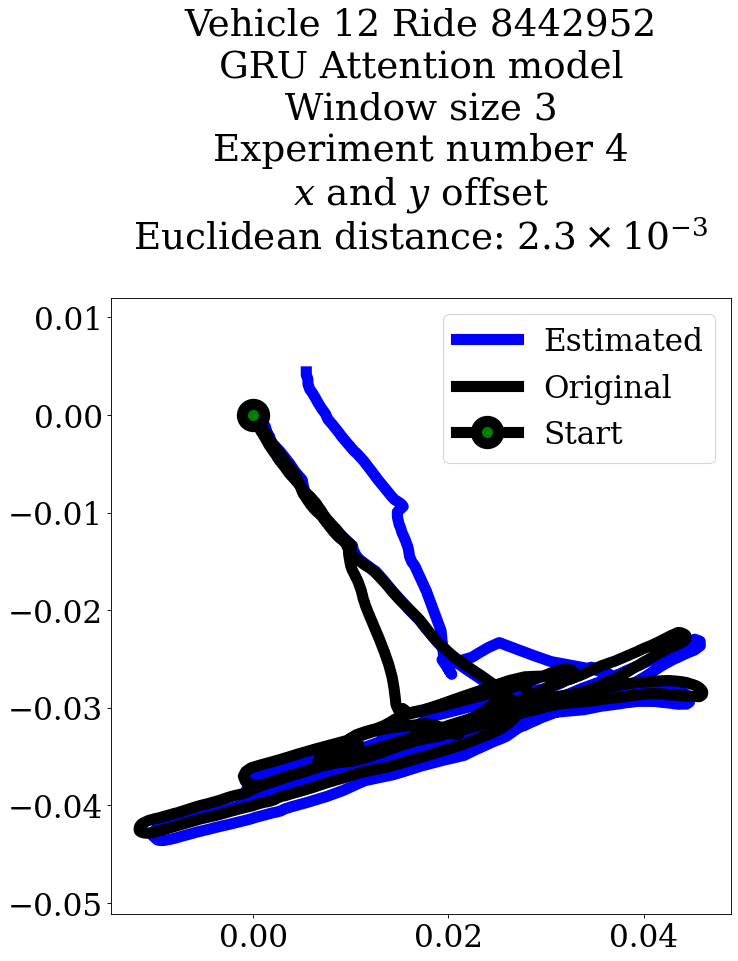 Vehicle 12 Ride 8442952
GRU Attention model
Window size 3
Experiment number 4
x and y offset
Euclidean distance: 2.3 × 10⁻³
Estimated
Original
Start
0.01
0.00
−0.01
−0.02
−0.03
−0.04
−0.05
0.00 0.02 0.04